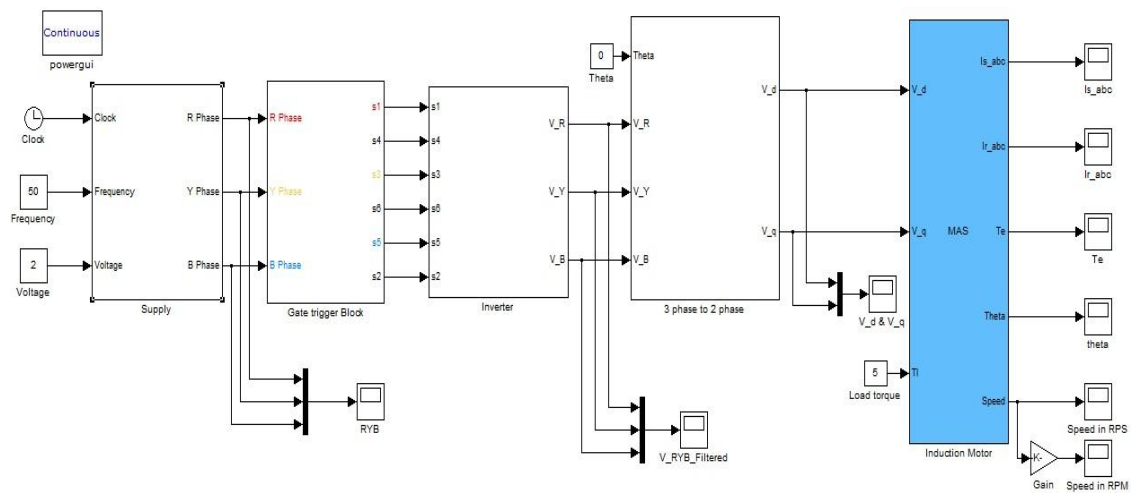 Continuous
powergui
Clock
50
Frequency
2
Voltage
Clock
Frequency
Voltage
R Phase
Y Phase
B Phase
Supply
R Phase
Y Phase
B Phase
s1
s4
s3
s6
s5
s2
Gate trigger Block
s1
s4
s3
s6
s5
s2
V_R
V_Y
V_B
Inverter
0
Theta
Theta
V_R
V_Y
V_B
V_d
V_q
3 phase to 2 phase
RYB
V_RYB_Filtered
V_d & V_q
5
Load torque
V_d
V_q
Tl
MAS
Is_abc
Ir_abc
Te
Theta
Speed
Induction Motor
Is_abc
Ir_abc
Te
theta
Speed in RPS
K-
Gain
Speed in RPM